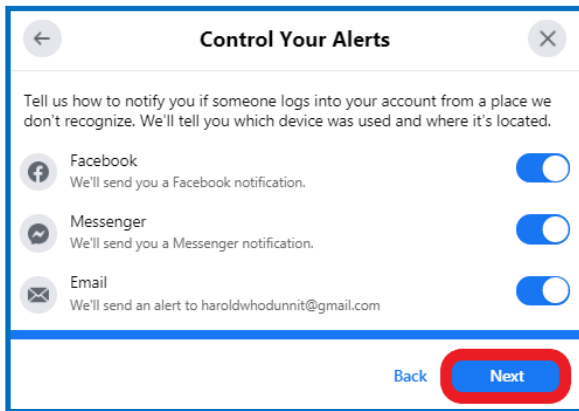 Control Your Alerts
Tell us how to notify you if someone logs into your account from a place we
don't recognize. We'll tell you which device was used and where it's located.
Facebook
We'll send you a Facebook notification.
Messenger
We'll send you a Messenger notification.
Email
We'll send an alert to haroldwhodunnit@gmail.com
Back Next